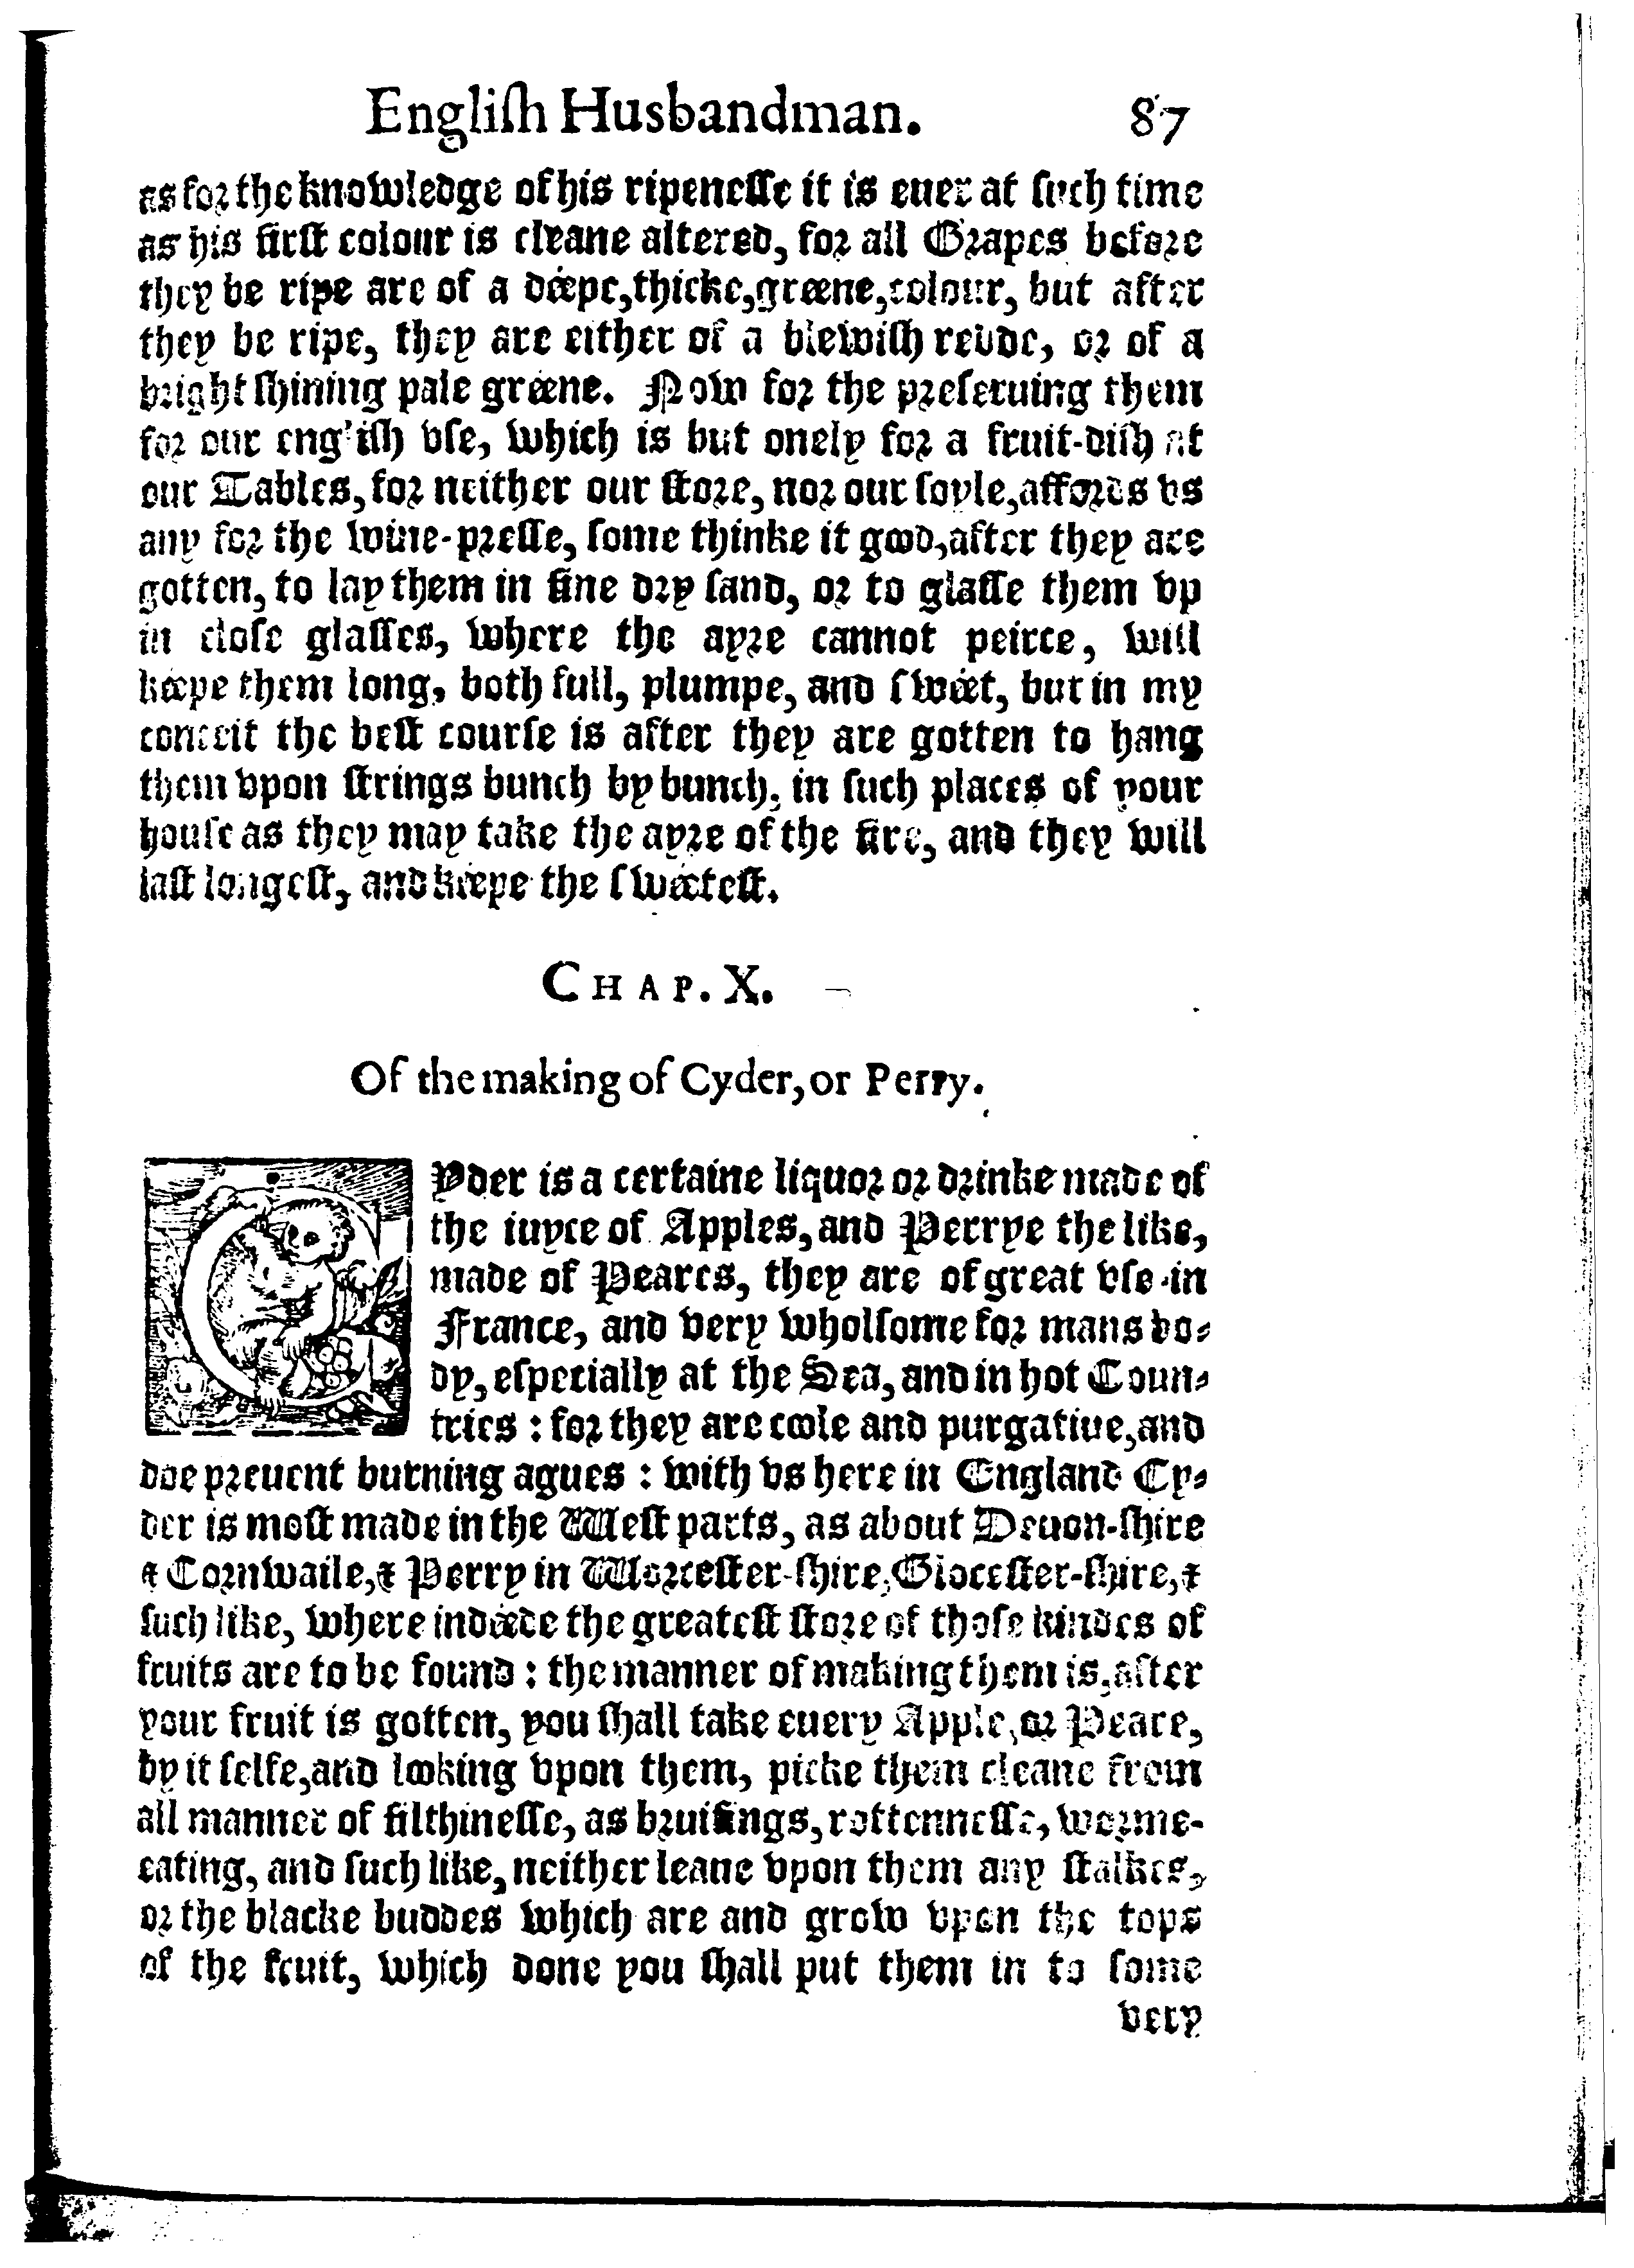 Engliſh Husbandman. 87
as for the knowledge of his ripeneſſe it is euer at ſuch time
as his firſt colour is cleane altered, for all Grapes before
they be ripe are of a déepe, thicke, gréene, colour, but after
they be ripe, they are either of a blewiſh redde, or of a
bright ſhining pale gréene. Now for the preſeruing them
for our engliſh vſe, which is but onely for a fruit-diſh at
our Tables, for neither our ſtore, nor our ſoyle, affords vs
any for the wine-preſſe, ſome thinke it good, after they are
gotten, to lay them in fine dry ſand, or to glaſſe them vp
in cloſe glaſſes, where the ayre cannot peirce, will
kéepe them long, both full, plumpe, and ſwéet, but in my
conceit the beſt courſe is after they are gotten to hang
them vpon ſtrings bunch by bunch, in ſuch places of your
houſe as they may take the ayre of the fire, and they will
laſt longeſt, and kéepe the ſwéeteſt.
CHAP. X.
Of the making of Cyder, or Perry.
CYder is a certaine liquor or drinke made of
the iuyce of Apples, and Perrye the like,
made of Peares, they are of great vſe in
France, and very wholſome for mans bo-
dy, eſpecially at the Sea, and in hot Coun-
tries : for they are coole and purgatiue, and
doe preuent burning agues : with vs here in England Cy-
der is moſt made in the Weſt parts, as about Deuon-ſhire
& Cornwaile, & Perry in Worceſter-ſhire, Gloceſter-ſhire, &
ſuch like, where indéede the greateſt ſtore of thoſe kindes of
fruits are to be found : the manner of making them is, after
your fruit is gotten, you ſhall take euery Apple, or Peare,
by it ſelfe, and looking vpon them, picke them cleane from
all manner of filthineſſe, as bruiſings, rottenneſſe, worme-
eating, and ſuch like, neither leaue vpon them any ſtalkes,
or the blacke buddes which are and grow vpon the tops
of the fruit, which done you ſhall put them in to ſome
very